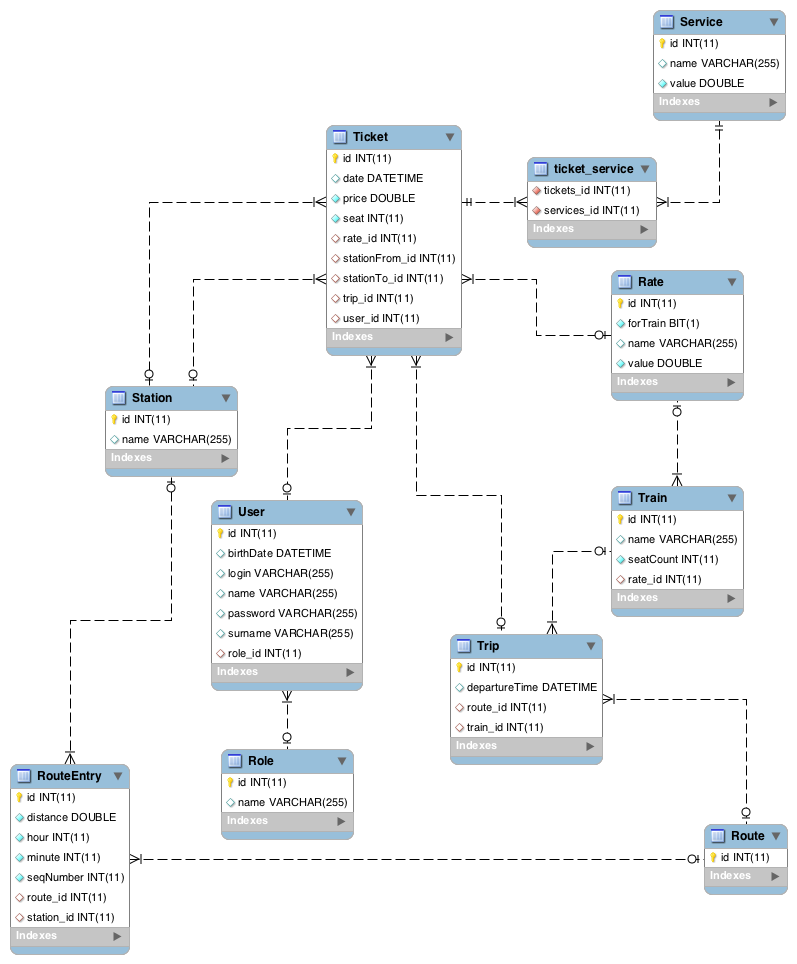 Service
id INT(11)
name VARCHAR(255)
value DOUBLE
Indexes
Ticket
id INT(11)
date DATETIME
price DOUBLE
seat INT(11)
rate_id INT(11)
stationFrom_id INT(11)
stationTo_id INT(11)
trip_id INT(11)
user_id INT(11)
Indexes
ticket_service
tickets_id INT(11)
services_id INT(11)
Indexes
Rate
id INT(11)
forTrain BIT(1)
name VARCHAR(255)
value DOUBLE
Indexes
Station
id INT(11)
name VARCHAR(255)
Indexes
User
id INT(11)
birthDate DATETIME
login VARCHAR(255)
name VARCHAR(255)
password VARCHAR(255)
surname VARCHAR(255)
role_id INT(11)
Indexes
Train
id INT(11)
name VARCHAR(255)
seatCount INT(11)
rate_id INT(11)
Indexes
Trip
id INT(11)
departureTime DATETIME
route_id INT(11)
train_id INT(11)
Indexes
Role
id INT(11)
name VARCHAR(255)
Indexes
RouteEntry
id INT(11)
distance DOUBLE
hour INT(11)
minute INT(11)
seqNumber INT(11)
route_id INT(11)
station_id INT(11)
Indexes
Route
id INT(11)
Indexes